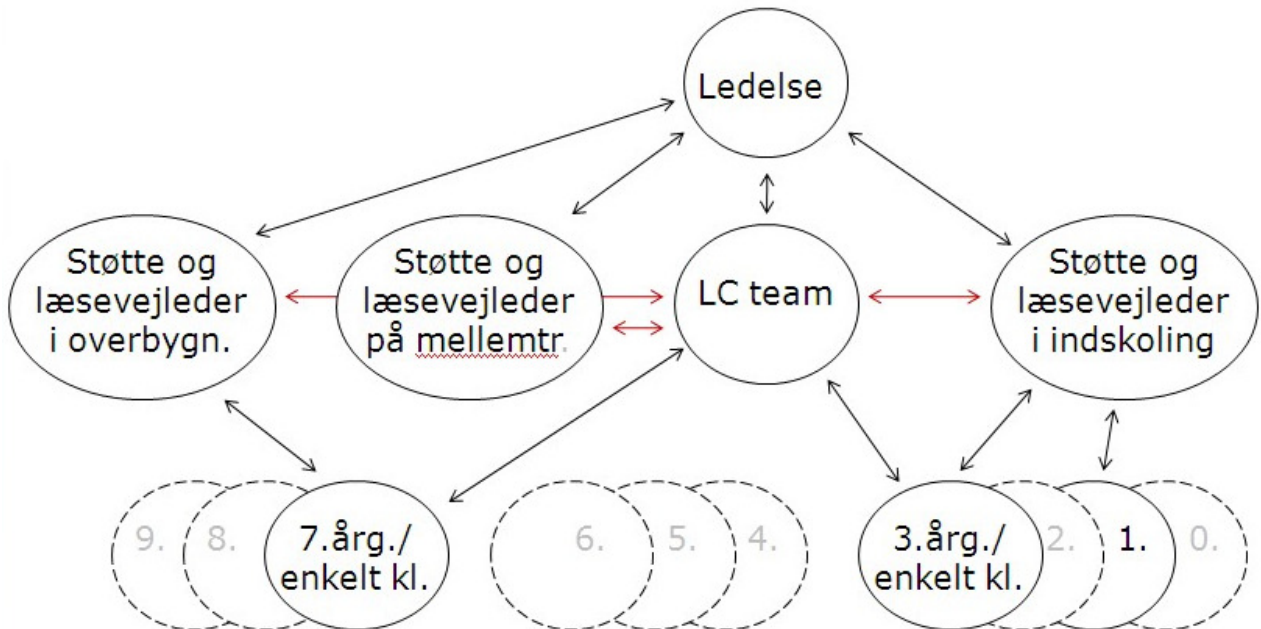 Ledelse
Støtte og
læsevejleder
i overbygn.
Støtte og
læsevejleder
på mellemtr.
LC team
Støtte og
læsevejleder
i indskoling
9.
8.
7.årg./
enkelt kl.
6.
5.
4.
3.årg./
enkelt kl.
2.
1.
0.